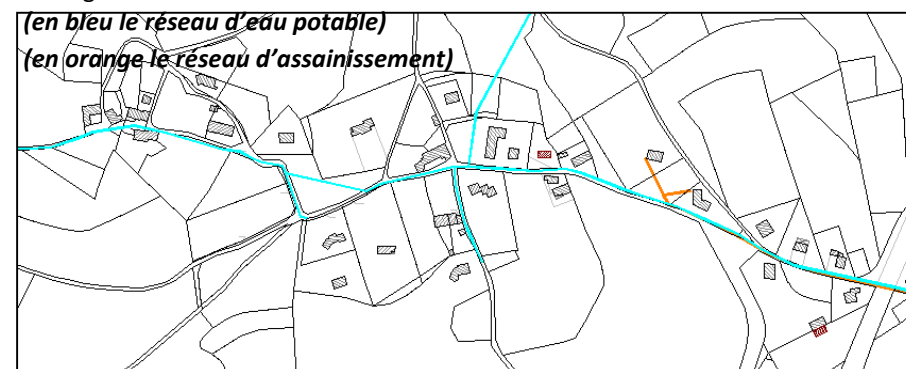 (en bleu le réseau d'eau potable)
(en orange le réseau d'assainissement)